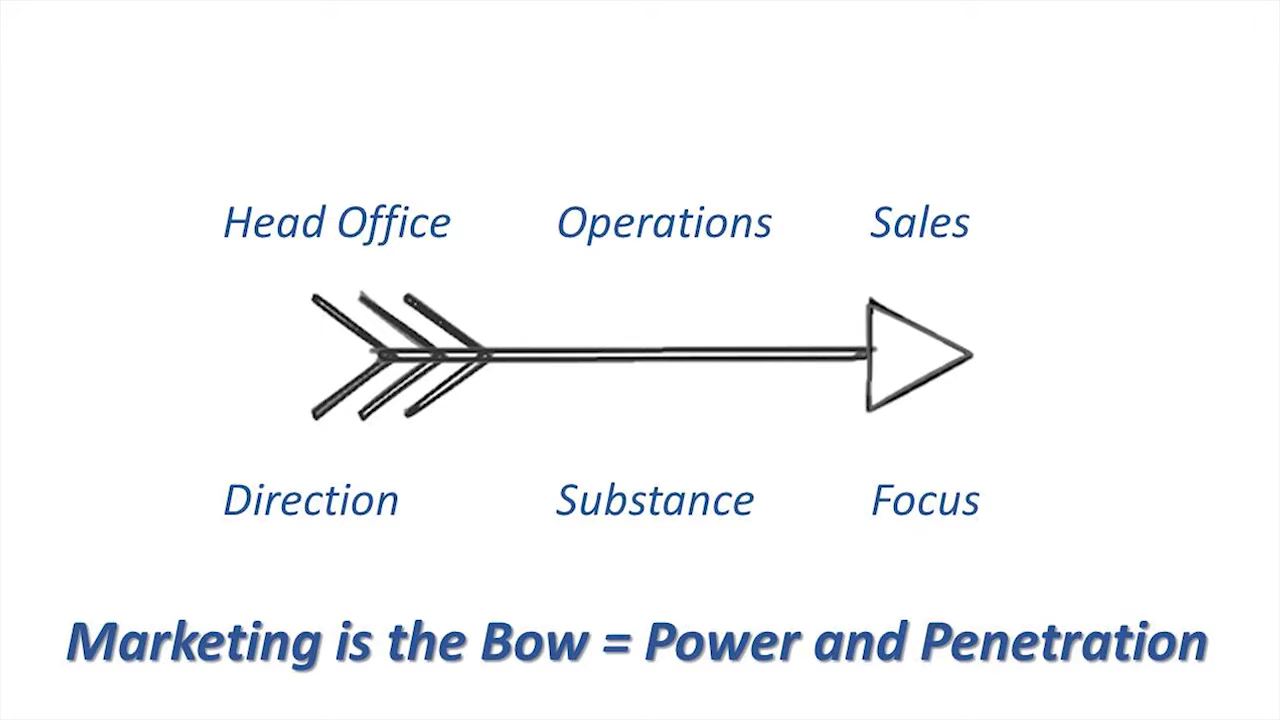 Head Office Operations Sales
Direction Substance Focus
Marketing is the Bow = Power and Penetration